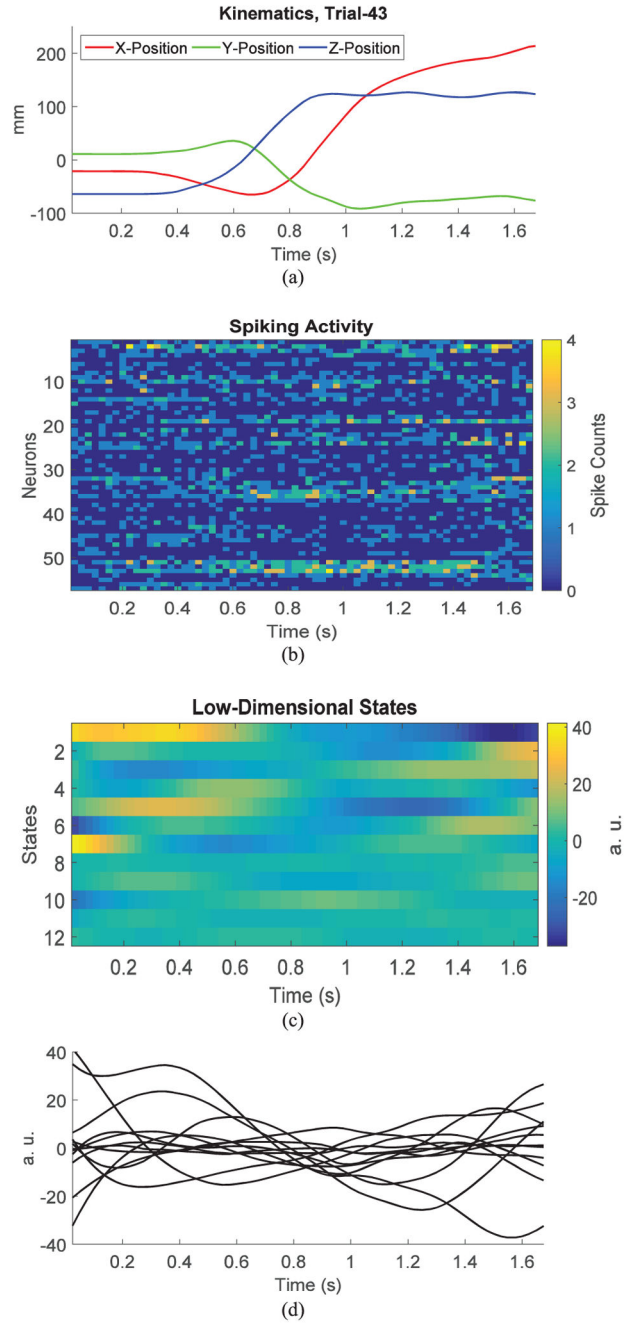 Kinematics, Trial-43
X-Position Y-Position Z-Position
200
100
0
-100
mm
0.2 0.4 0.6 0.8 1 1.2 1.4 1.6
Time (s)
(a)
Spiking Activity
10
20
30
40
50
Neurons
4
3
2
1
0
Spike Counts
0.2 0.4 0.6 0.8 1 1.2 1.4 1.6
Time (s)
(b)
Low-Dimensional States
2
4
6
8
10
12
States
40
20
0
-20
a. u.
0.2 0.4 0.6 0.8 1 1.2 1.4 1.6
Time (s)
(c)
40
20
0
-20
-40
a. u.
0.2 0.4 0.6 0.8 1 1.2 1.4 1.6
Time (s)
(d)